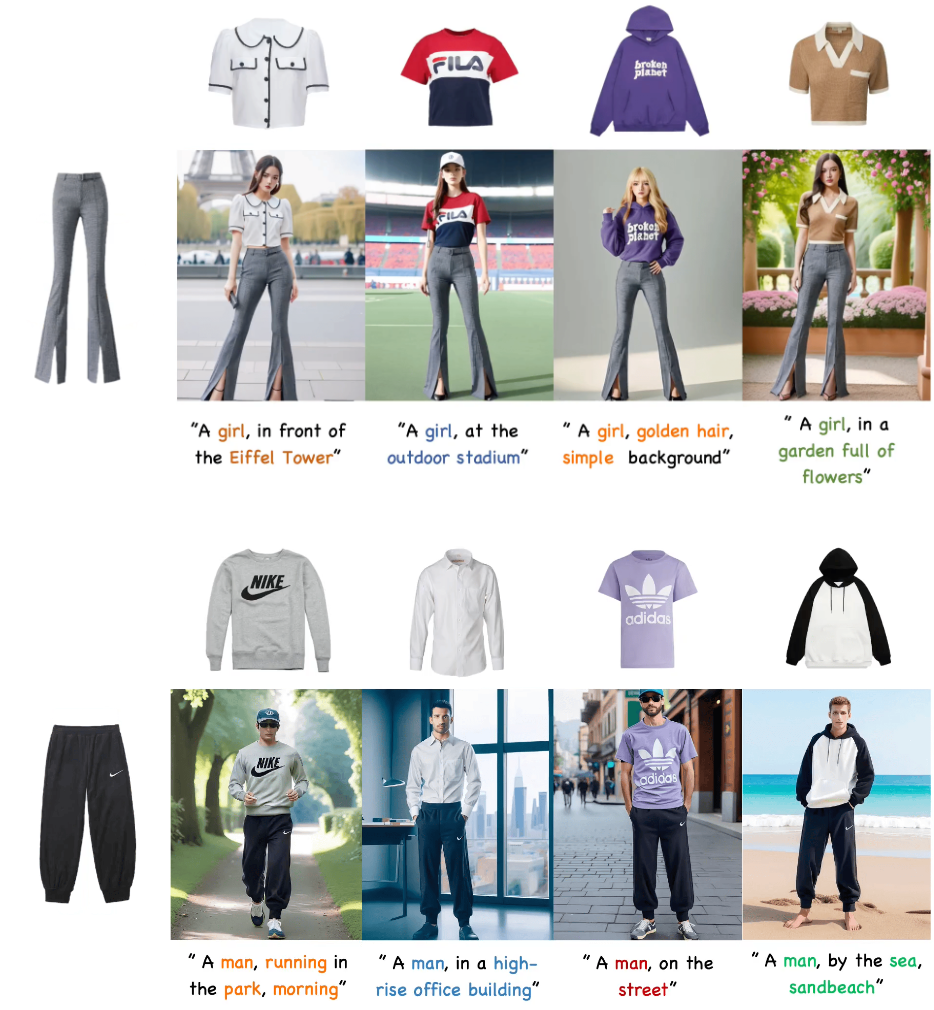 FILA
broken
planet
FILA
broken
planet
"A girl, in front of
the Eiffel Tower"
"A girl, at the
outdoor stadium"
" A girl, golden hair,
simple background"
" A girl, in a
garden full of
flowers"
NIKE
adidas
NIKE
adidas
" A man, running in
the park, morning"
" A man, in a high-
rise office building"
" A man, on the
street"
" A man, by the sea,
sandbeach"